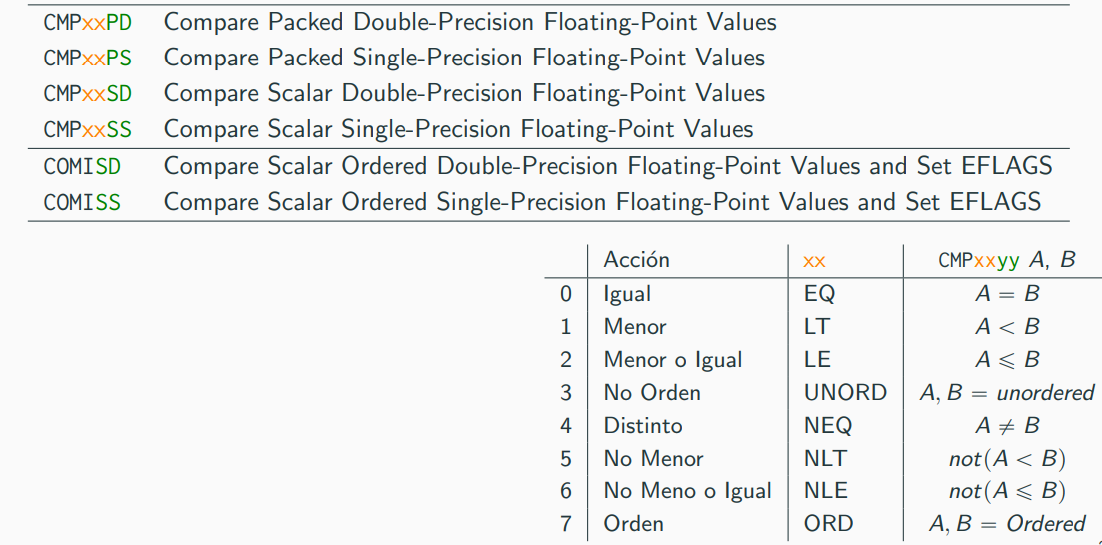 CMPxxPD Compare Packed Double-Precision Floating-Point Values
CMPxxPS Compare Packed Single-Precision Floating-Point Values
CMPxxSD Compare Scalar Double-Precision Floating-Point Values
CMPxxSS Compare Scalar Single-Precision Floating-Point Values
COMISD Compare Scalar Ordered Double-Precision Floating-Point Values and Set EFLAGS
COMISS Compare Scalar Ordered Single-Precision Floating-Point Values and Set EFLAGS
Acción xx CMPxxyy A, B
0 Igual EQ A = B
1 Menor LT A < B
2 Menor o Igual LE A ⩽ B
3 No Orden UNORD A, B = unordered
4 Distinto NEQ A ≠ B
5 No Menor NLT not(A < B)
6 No Meno o Igual NLE not(A ⩽ B)
7 Orden ORD A, B = Ordered